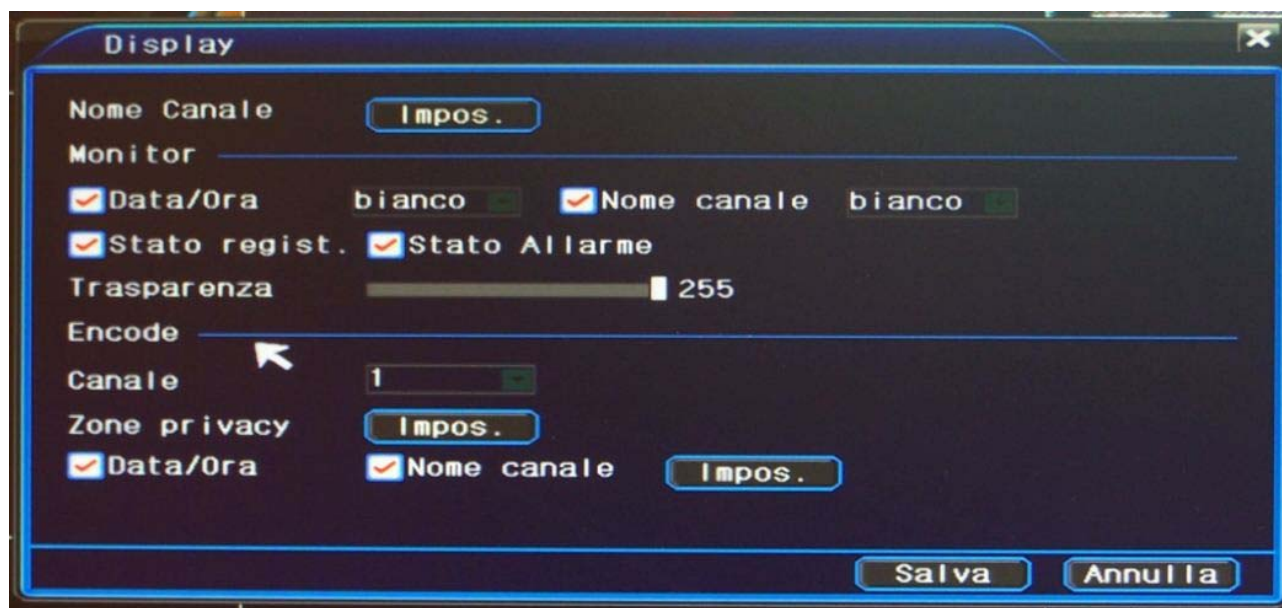 Display
Nome Canale Impos.
Monitor
Data/Ora bianco Nome canale bianco
Stato regist. Stato Allarme
Trasparenza 255
Encode
Canale 1
Zone privacy Impos.
Data/Ora Nome canale Impos.
Salva Annulla